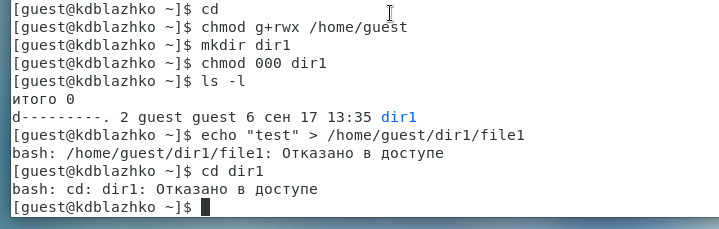 [guest@kdblazhko ~]$ cd
[guest@kdblazhko ~]$ chmod g+rwx /home/guest
[guest@kdblazhko ~]$ mkdir dir1
[guest@kdblazhko ~]$ chmod 000 dir1
[guest@kdblazhko ~]$ ls -l
итого 0
d---------. 2 guest guest 6 сен 17 13:35 dir1
[guest@kdblazhko ~]$ echo "test" > /home/guest/dir1/file1
bash: /home/guest/dir1/file1: Отказано в доступе
[guest@kdblazhko ~]$ cd dir1
bash: cd: dir1: Отказано в доступе
[guest@kdblazhko ~]$